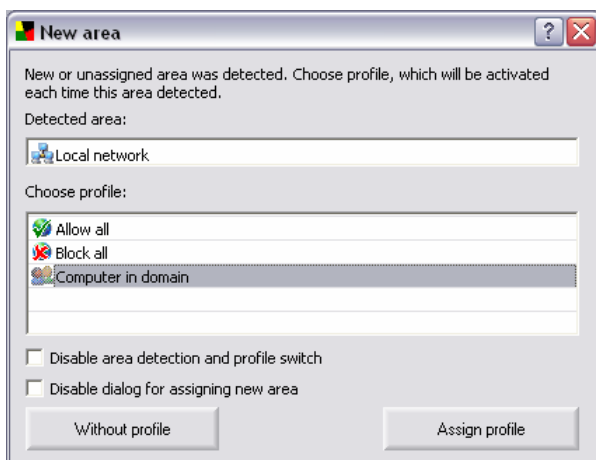 New area
?
New or unassigned area was detected. Choose profile, which will be activated
each time this area detected.
Detected area:
Local network
Choose profile:
Allow all
Block all
Computer in domain
Disable area detection and profile switch
Disable dialog for assigning new area
Without profile
Assign profile